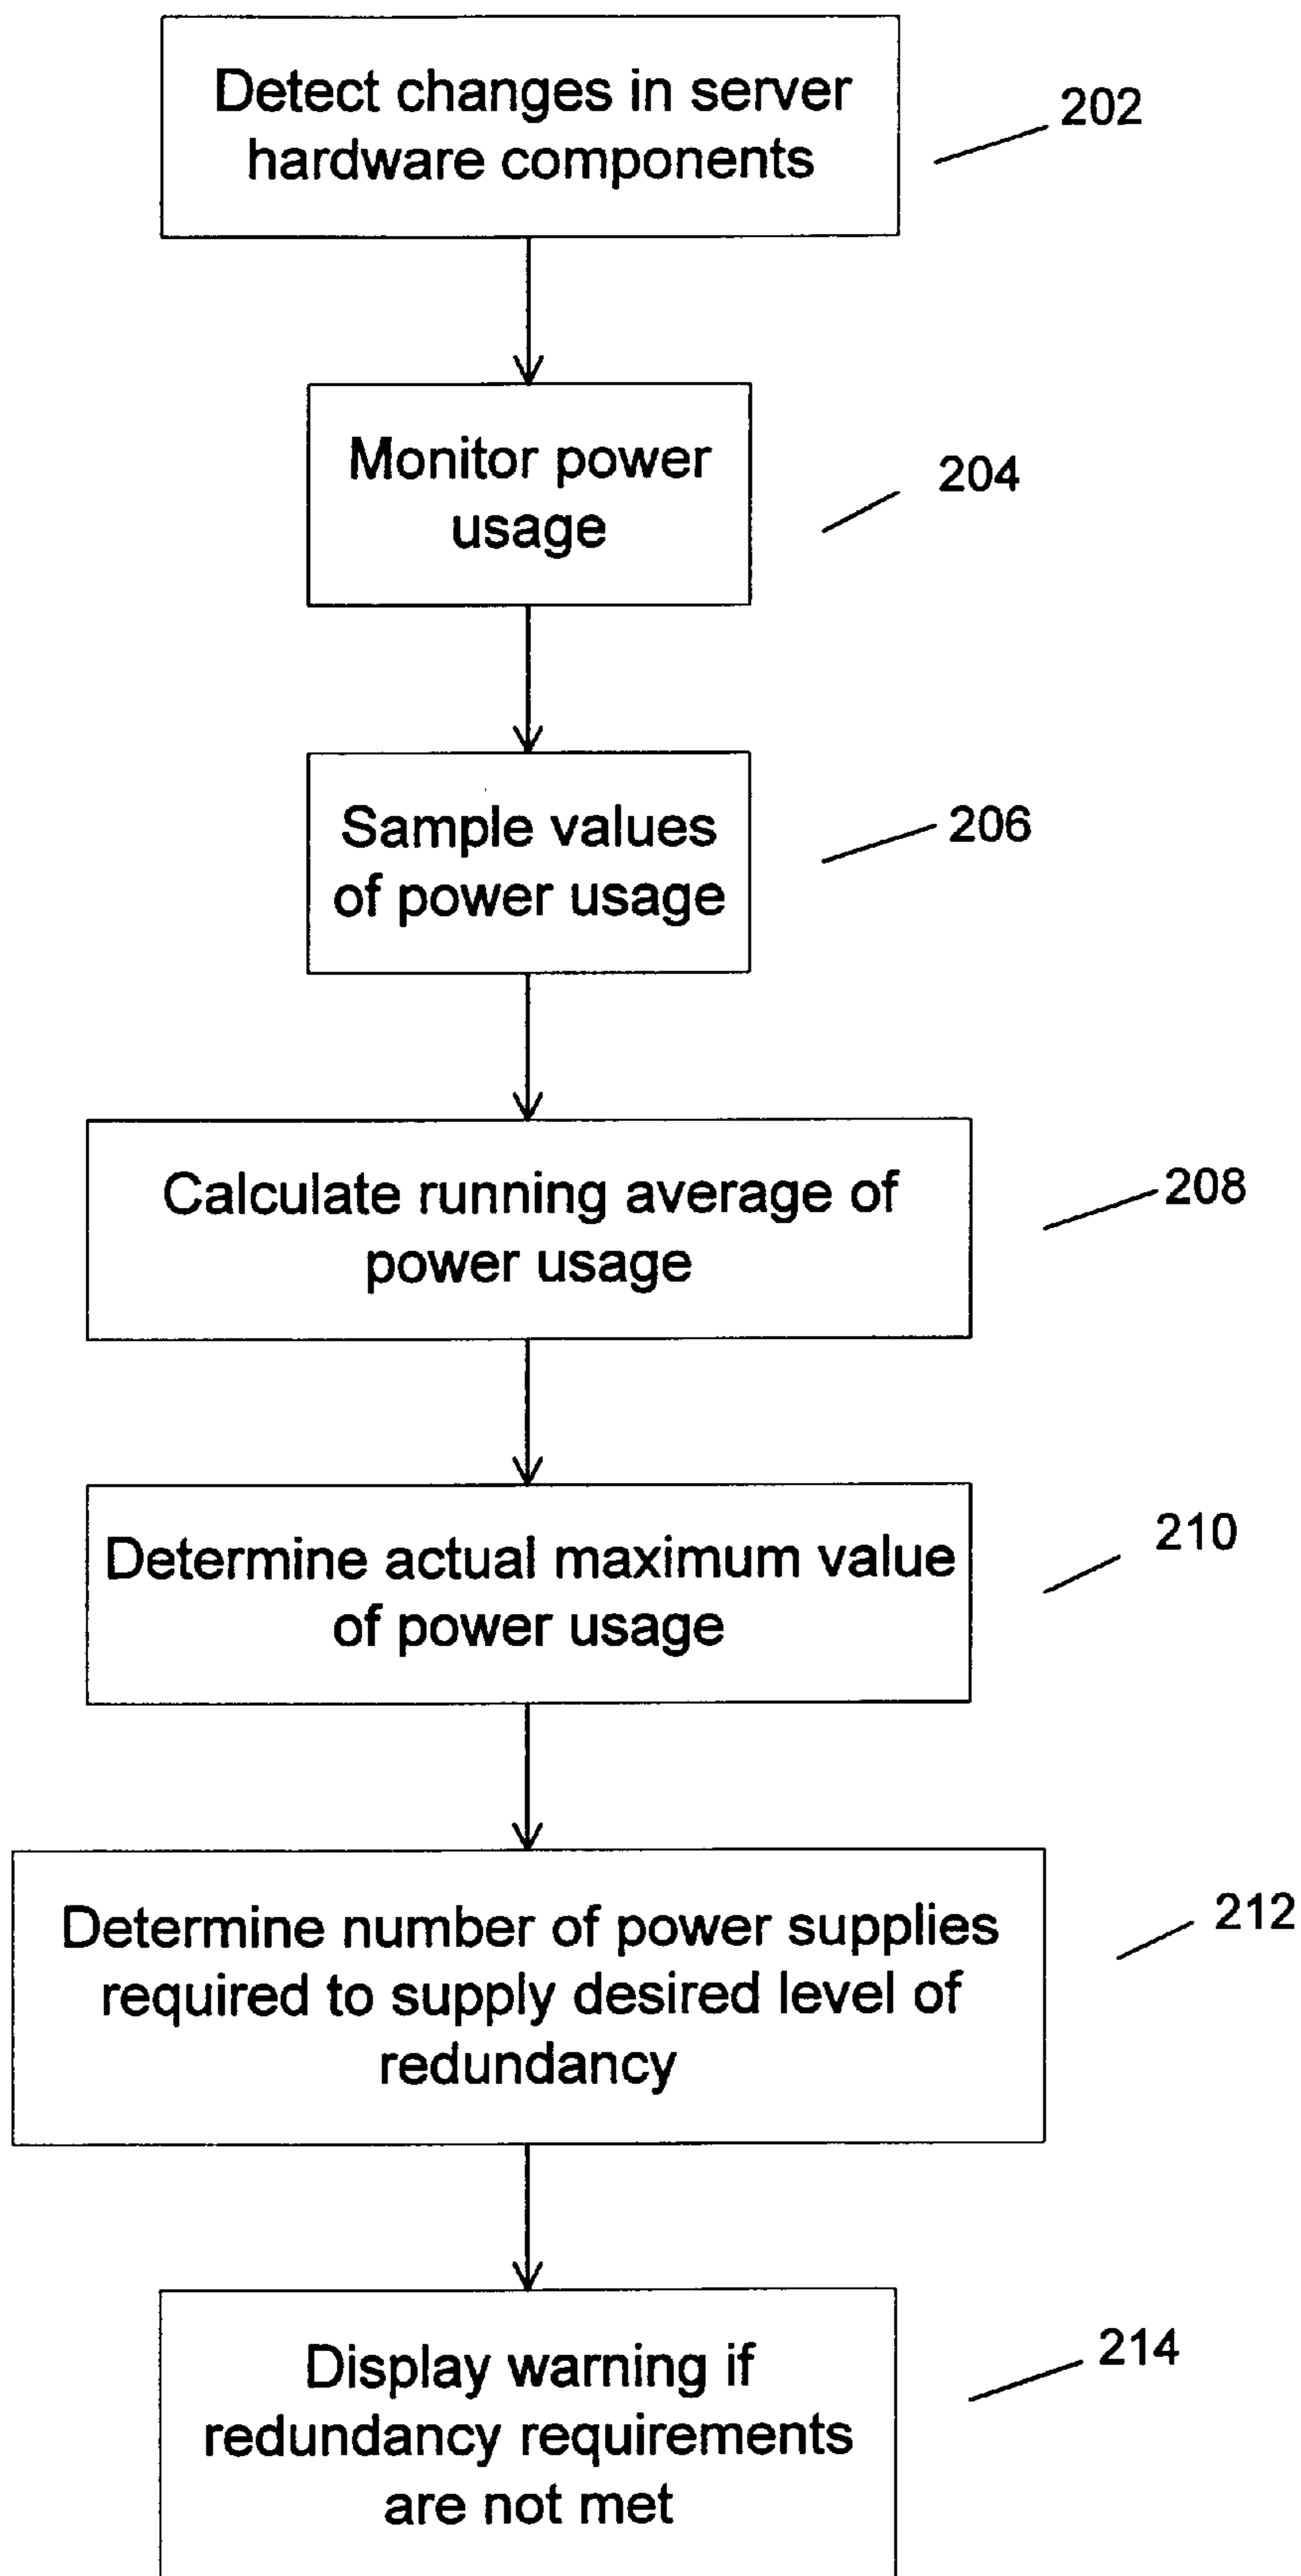 Detect changes in server
hardware components
202
Monitor power
usage
204
Sample values
of power usage
206
Calculate running average of
power usage
208
Determine actual maximum value
of power usage
210
Determine number of power supplies
required to supply desired level of
redundancy
212
Display warning if
redundancy requirements
are not met
214